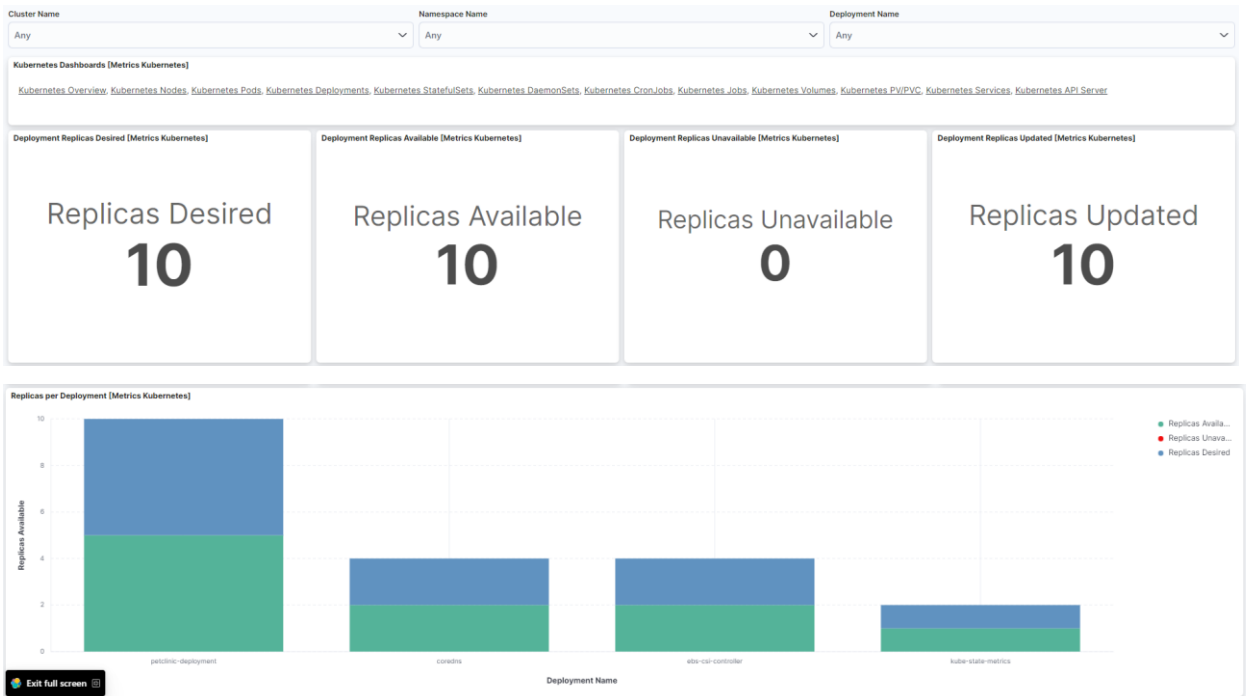 Cluster Name Namespace Name Deployment Name
Any Any Any
Kubernetes Dashboards [Metrics Kubernetes]
Kubernetes Overview, Kubernetes Nodes, Kubernetes Pods, Kubernetes Deployments, Kubernetes StatefulSets, Kubernetes DaemonSets, Kubernetes CronJobs, Kubernetes Jobs, Kubernetes Volumes, Kubernetes PV/PVC, Kubernetes Services, Kubernetes API Server
Deployment Replicas Desired [Metrics Kubernetes]
Replicas Desired
10
Deployment Replicas Available [Metrics Kubernetes]
Replicas Available
10
Deployment Replicas Unavailable [Metrics Kubernetes]
Replicas Unavailable
0
Deployment Replicas Updated [Metrics Kubernetes]
Replicas Updated
10
Replicas per Deployment [Metrics Kubernetes]
10
8
6
4
2
0
Replicas Available
petclinic-deployment coredns ebs-csi-controller kube-state-metrics
Deployment Name
Replicas Availa...
Replicas Unava...
Replicas Desired
Exit full screen